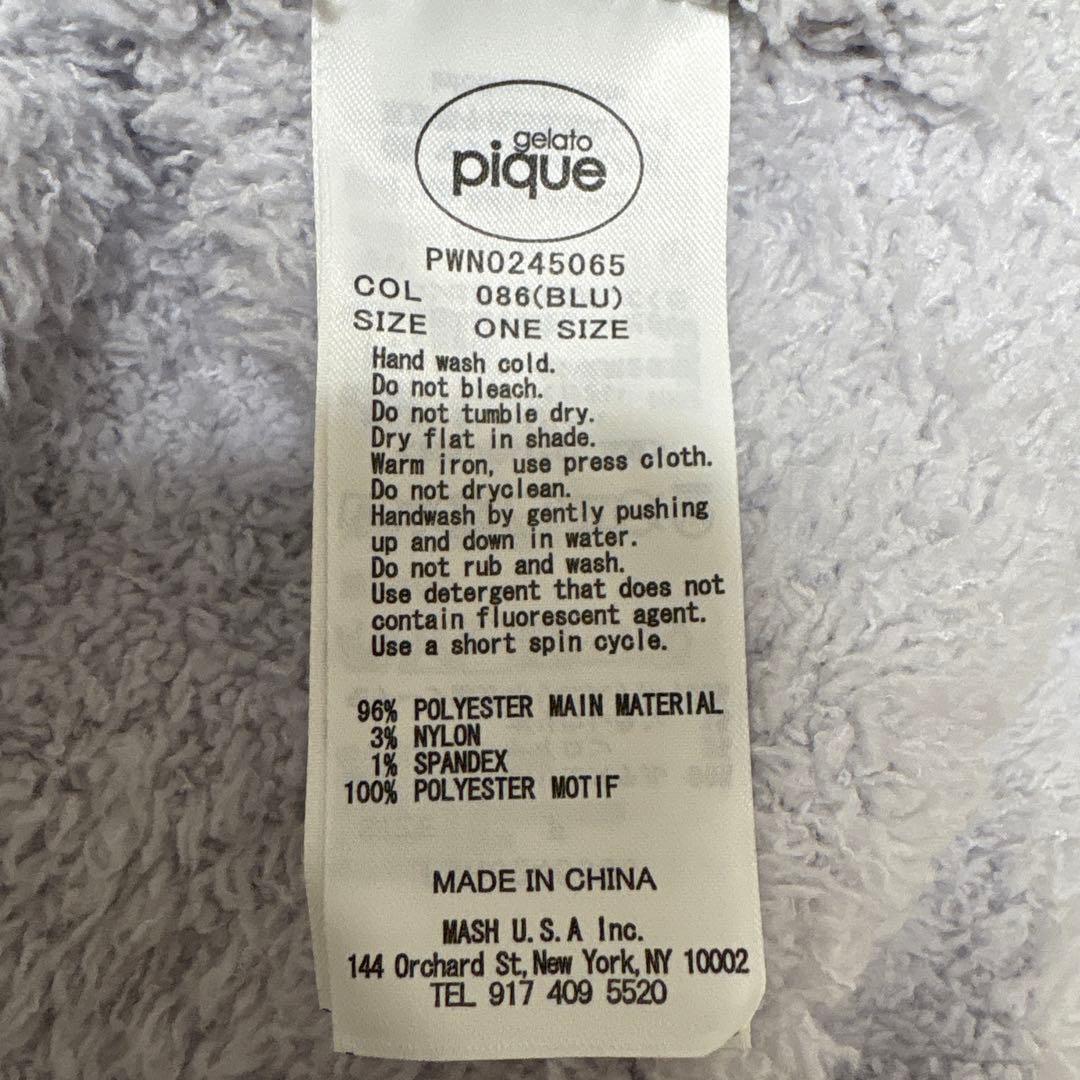 gelato
pique
PWNO245065
COL 086(BLU)
SIZE ONE SIZE
Hand wash cold.
Do not bleach.
Do not tumble dry.
Dry flat in shade.
Warm iron, use press cloth.
Do not dryclean.
Handwash by gently pushing
up and down in water.
Do not rub and wash.
Use detergent that does not
contain fluorescent agent.
Use a short spin cycle.
96% POLYESTER MAIN MATERIAL
3% NYLON
1% SPANDEX
100% POLYESTER MOTIF
MADE IN CHINA
MASH U.S.A Inc.
144 Orchard St, New York, NY 10002
TEL 917 409 5520